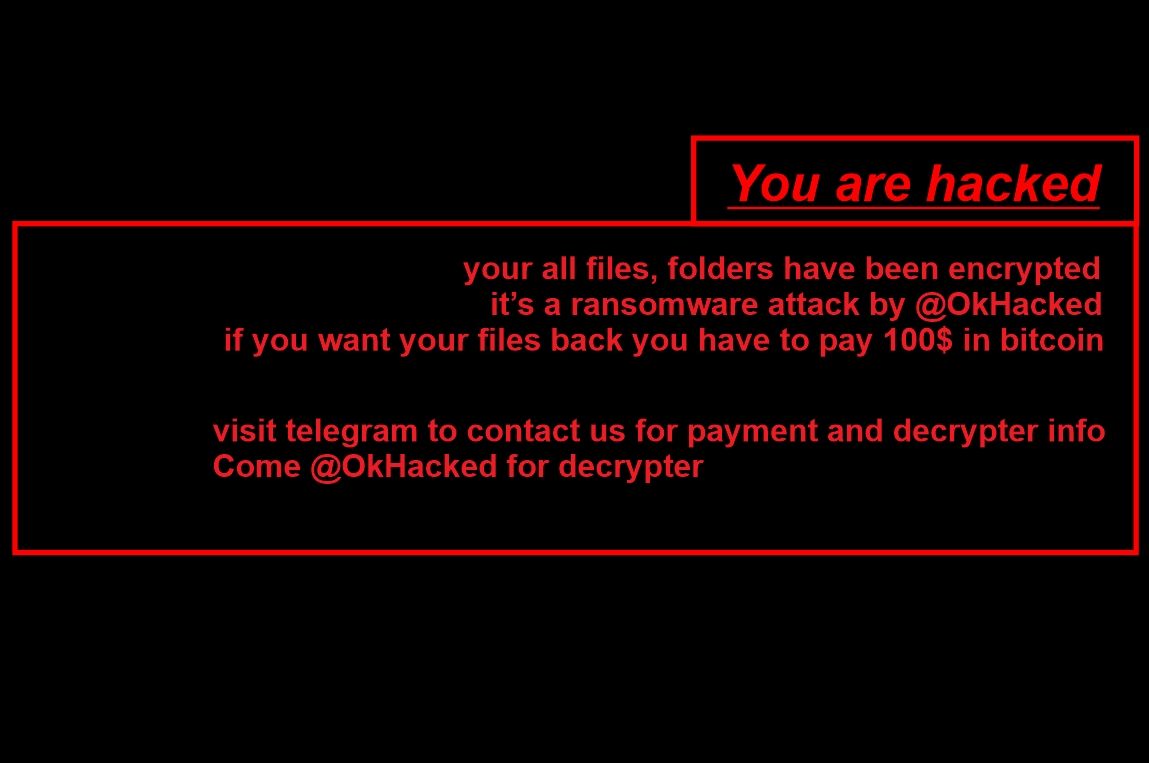 You are hacked
your all files, folders have been encrypted
it’s a ransomware attack by @OkHacked
if you want your files back you have to pay 100$ in bitcoin
visit telegram to contact us for payment and decrypter info
Come @OkHacked for decrypter